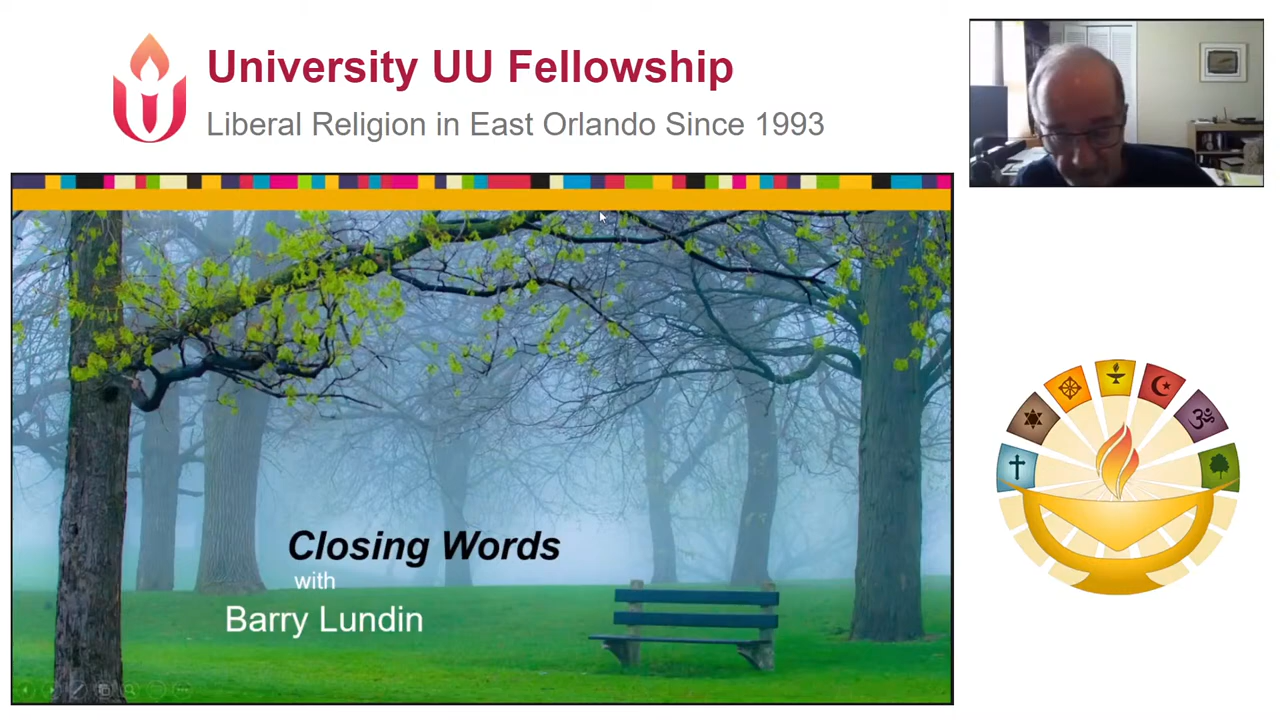 University UU Fellowship
Liberal Religion in East Orlando Since 1993
Closing Words
with
Barry Lundin